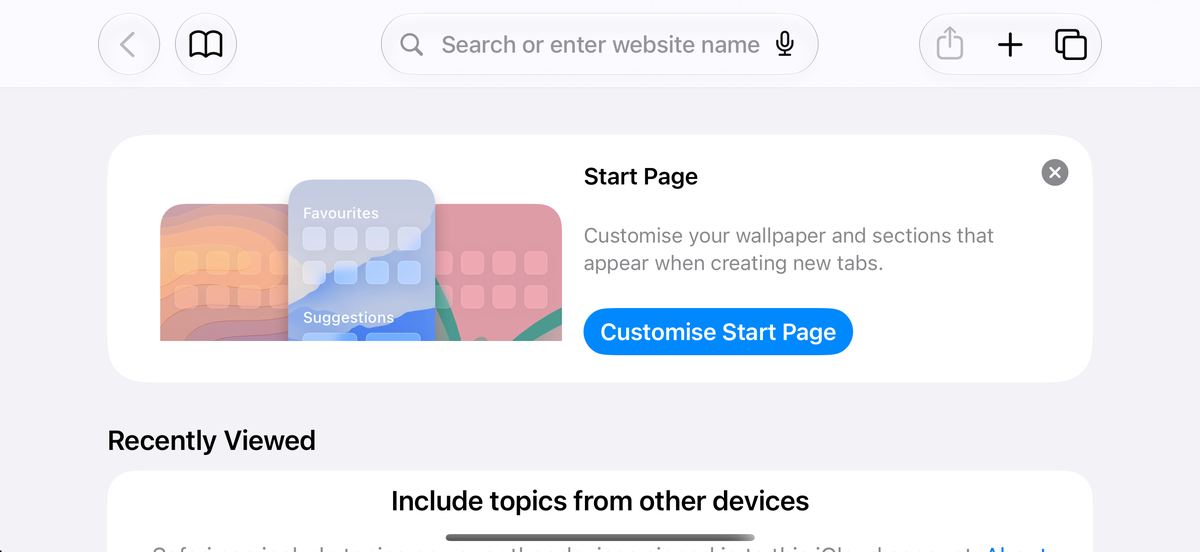 Search or enter website name
Start Page
Favourites
Customise your wallpaper and sections that
appear when creating new tabs.
Suggestions
Customise Start Page
Recently Viewed
Include topics from other devices